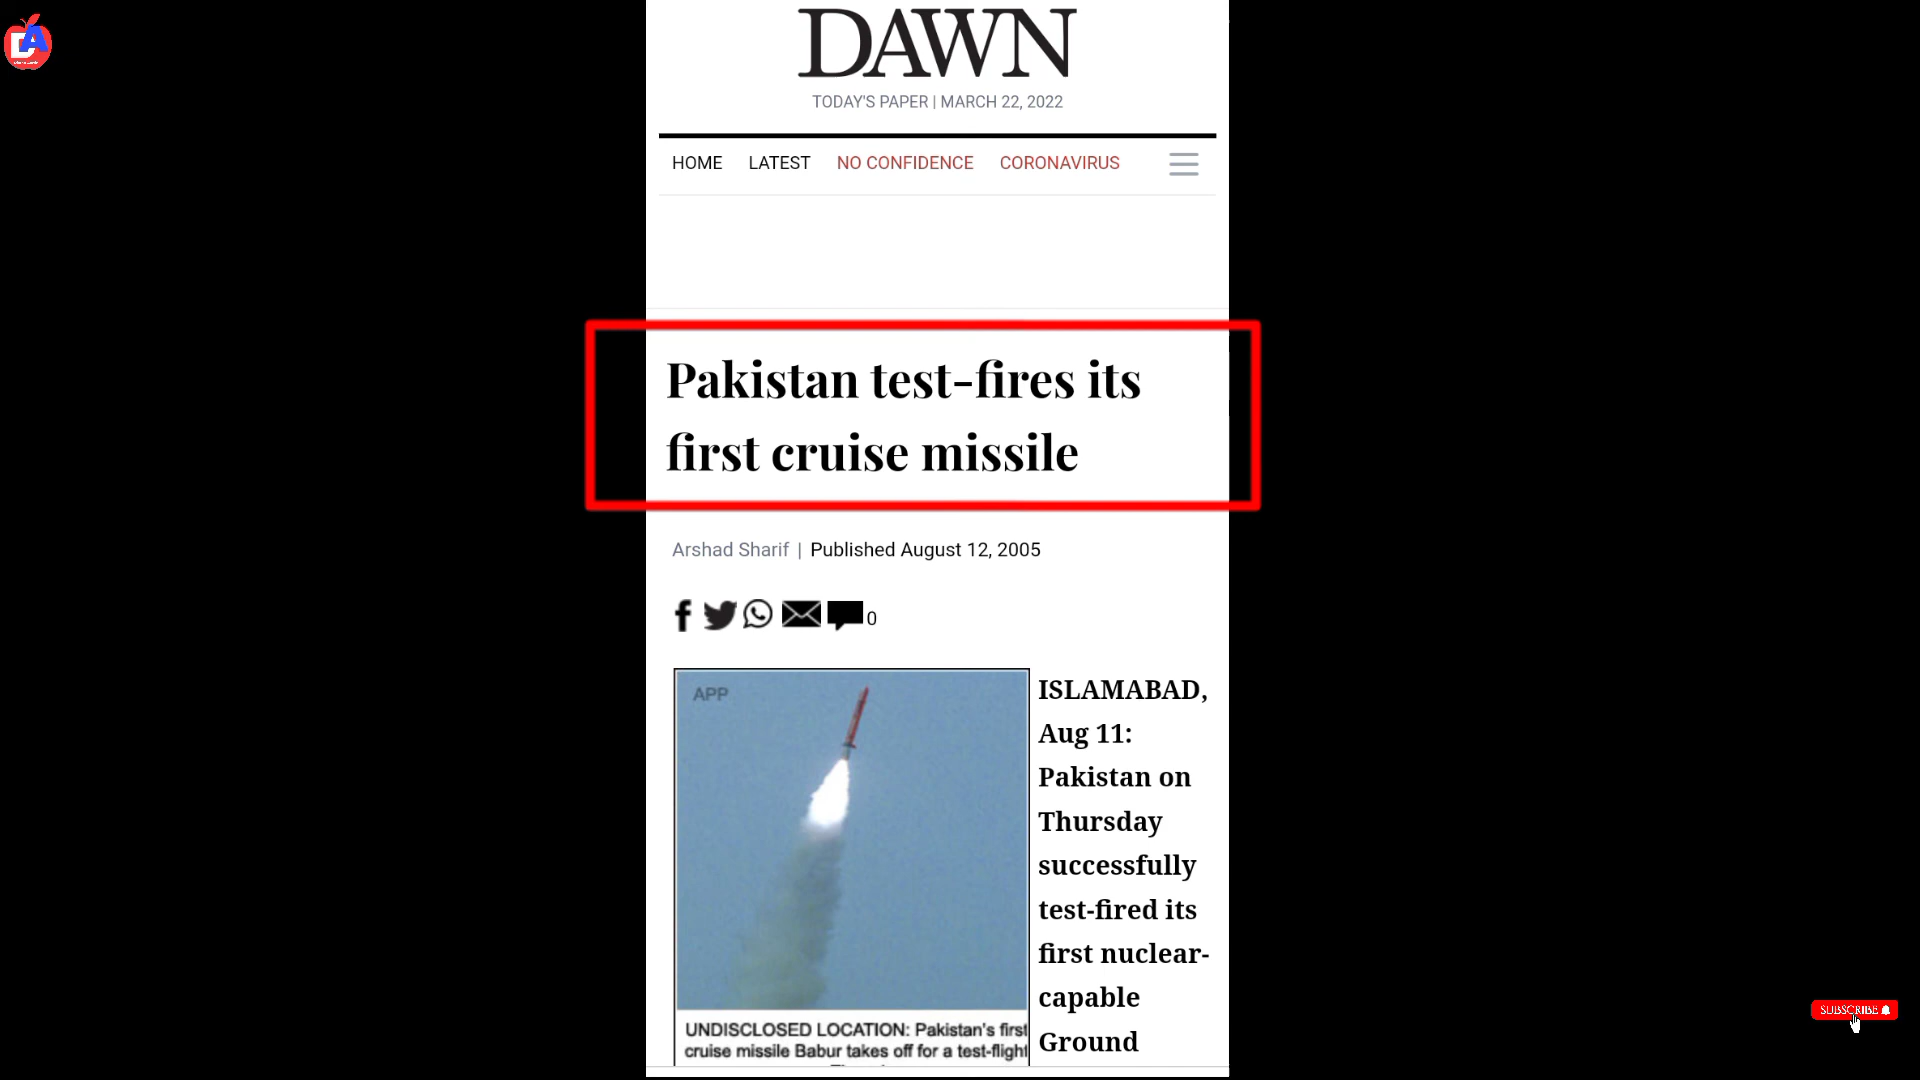 DA
DAWN
TODAY'S PAPER | MARCH 22, 2022
HOME LATEST NO CONFIDENCE CORONAVIRUS
Pakistan test-fires its
first cruise missile
Arshad Sharif | Published August 12, 2005
0
APP
ISLAMABAD,
Aug 11:
Pakistan on
Thursday
successfully
test-fired its
first nuclear-
capable
Ground
UNDISCLOSED LOCATION: Pakistan's first
cruise missile Babur takes off for a test-flight
SUBSCRIBE